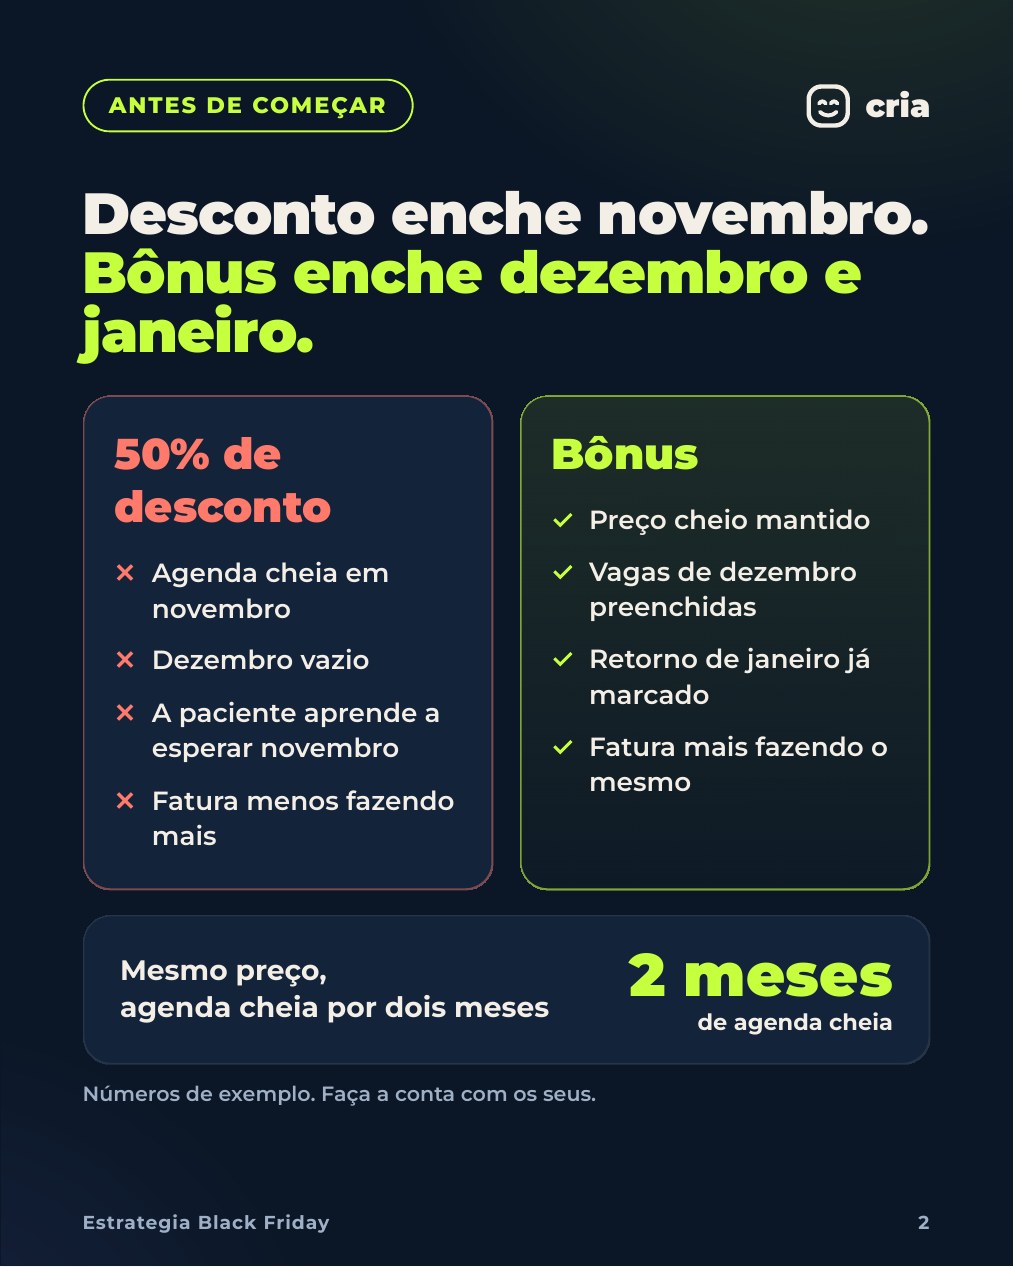 ANTES DE COMEÇAR
cria
Desconto enche novembro.
Bônus enche dezembro e
janeiro.
50% de
desconto
Agenda cheia em
novembro
Dezembro vazio
A paciente aprende a
esperar novembro
Fatura menos fazendo
mais
Bônus
Preço cheio mantido
Vagas de dezembro
preenchidas
Retorno de janeiro já
marcado
Fatura mais fazendo o
mesmo
Mesmo preço,
agenda cheia por dois meses
2 meses
de agenda cheia
Números de exemplo. Faça a conta com os seus.
Estrategia Black Friday
2